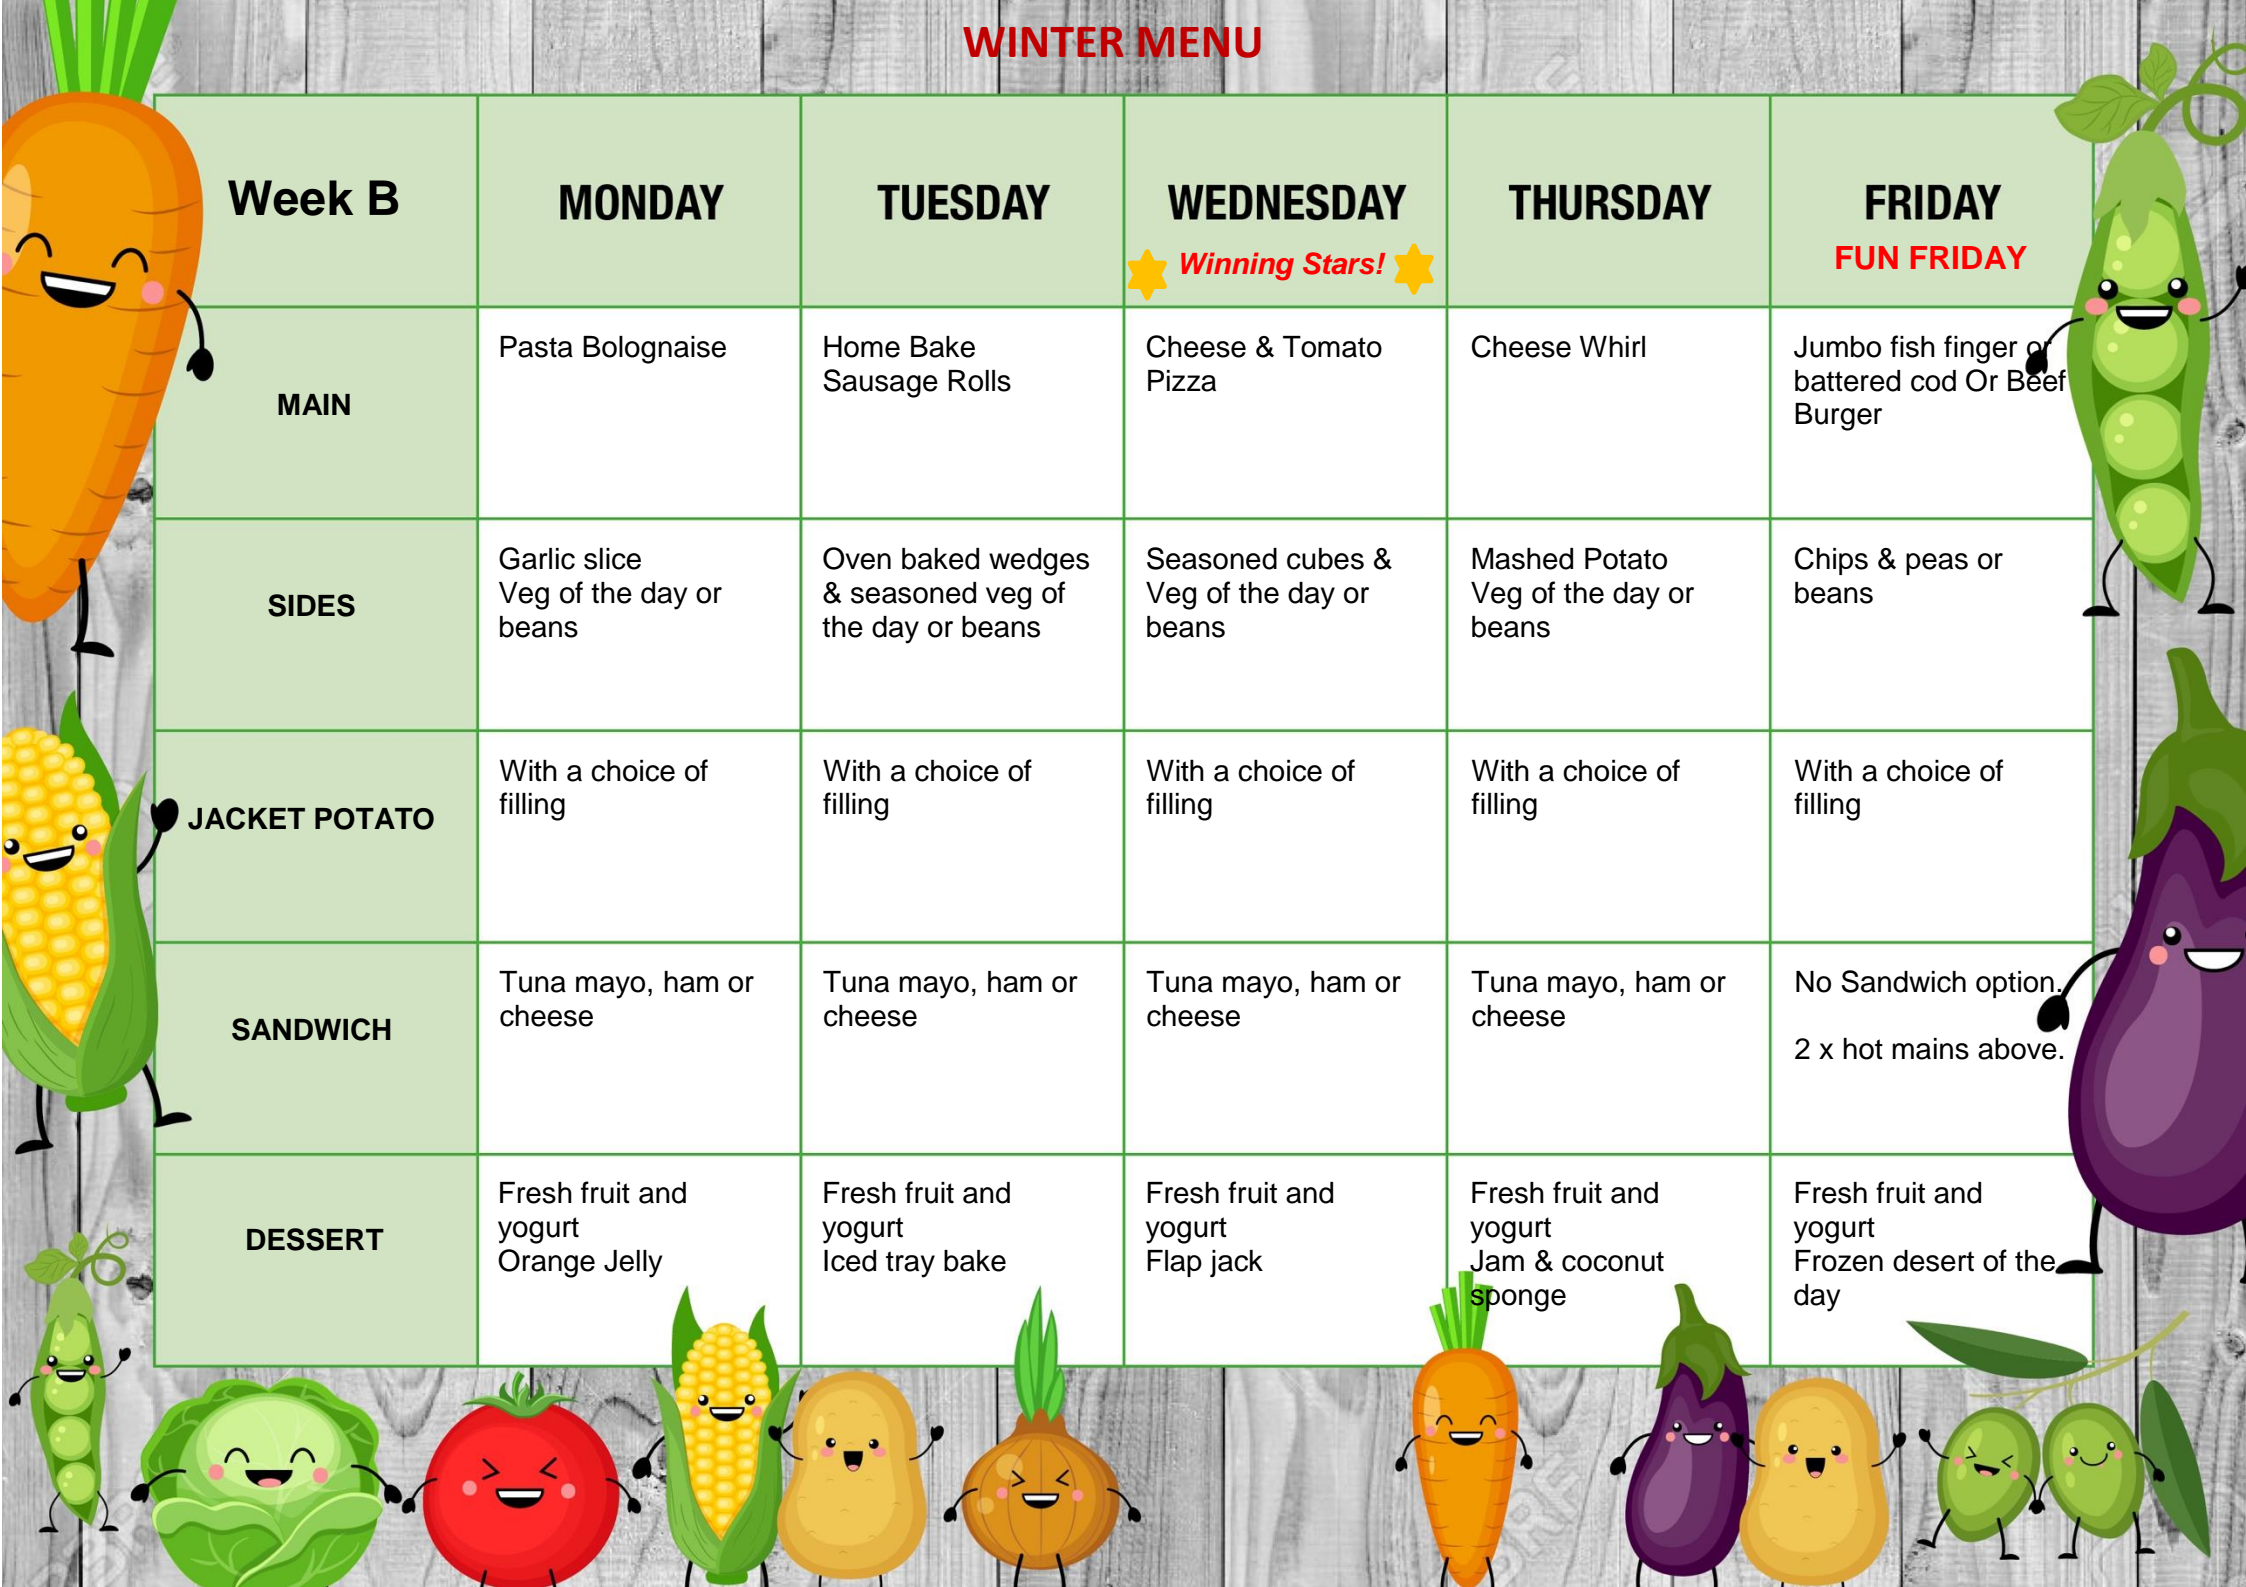 WINTER MENU
Week B
MONDAY
TUESDAY
WEDNESDAY
Winning Stars!
THURSDAY
FRIDAY
FUN FRIDAY
MAIN
Pasta Bolognaise
Home Bake
Sausage Rolls
Cheese & Tomato
Pizza
Cheese Whirl
Jumbo fish finger or
battered cod Or Beef
Burger
SIDES
Garlic slice
Veg of the day or
beans
Oven baked wedges
& seasoned veg of
the day or beans
Seasoned cubes &
Veg of the day or
beans
Mashed Potato
Veg of the day or
beans
Chips & peas or
beans
JACKET POTATO
With a choice of
filling
With a choice of
filling
With a choice of
filling
With a choice of
filling
With a choice of
filling
SANDWICH
Tuna mayo, ham or
cheese
Tuna mayo, ham or
cheese
Tuna mayo, ham or
cheese
Tuna mayo, ham or
cheese
No Sandwich option.
2 x hot mains above.
DESSERT
Fresh fruit and
yogurt
Orange Jelly
Fresh fruit and
yogurt
Iced tray bake
Fresh fruit and
yogurt
Flap jack
Fresh fruit and
yogurt
Jam & coconut
sponge
Fresh fruit and
yogurt
Frozen desert of the
day